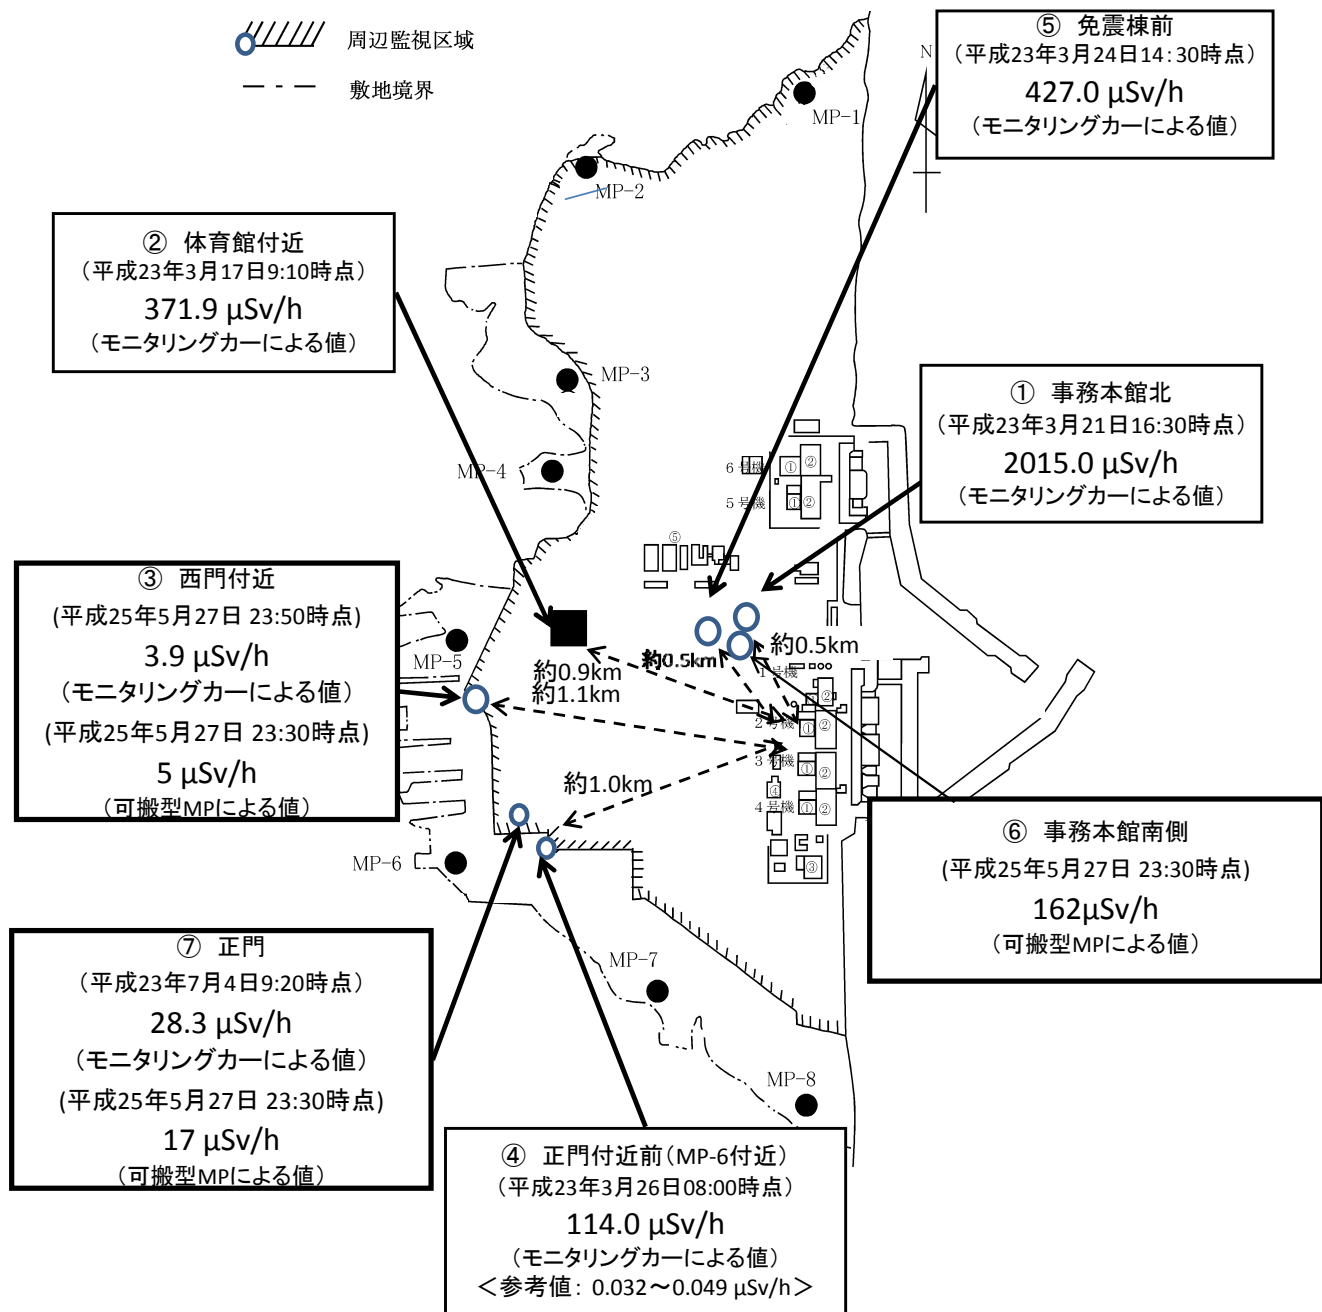 周辺監視区域
敷地境界
⑤ 免震棟前
（平成23年3月24日14：30時点）
427.0 μSv/h
（モニタリングカーによる値）
N
MP-1
MP-2
② 体育館付近
（平成23年3月17日9:10時点）
371.9 μSv/h
（モニタリングカーによる値）
MP-3
① 事務本館北
（平成23年3月21日16:30時点）
2015.0 μSv/h
（モニタリングカーによる値）
MP-4
6号機
① ②
5号機
① ②
⑤
③ 西門付近
(平成25年5月27日 23:50時点)
3.9 μSv/h
（モニタリングカーによる値）
(平成25年5月27日 23:30時点)
5 μSv/h
（可搬型MPによる値）
MP-5
約0.9km
約1.1km
約0.5km
約0.5km
1号機
②
2号機
① ②
3号機
① ②
④
4号機
① ②
③
約1.0km
MP-6
⑥ 事務本館南側
(平成25年5月27日 23:30時点)
162μSv/h
（可搬型MPによる値）
⑦ 正門
（平成23年7月4日9:20時点）
28.3 μSv/h
（モニタリングカーによる値）
(平成25年5月27日 23:30時点)
17 μSv/h
（可搬型MPによる値）
MP-7
MP-8
④ 正門付近前（MP-6付近）
（平成23年3月26日08:00時点）
114.0 μSv/h
（モニタリングカーによる値）
＜参考値：0.032～0.049 μSv/h＞